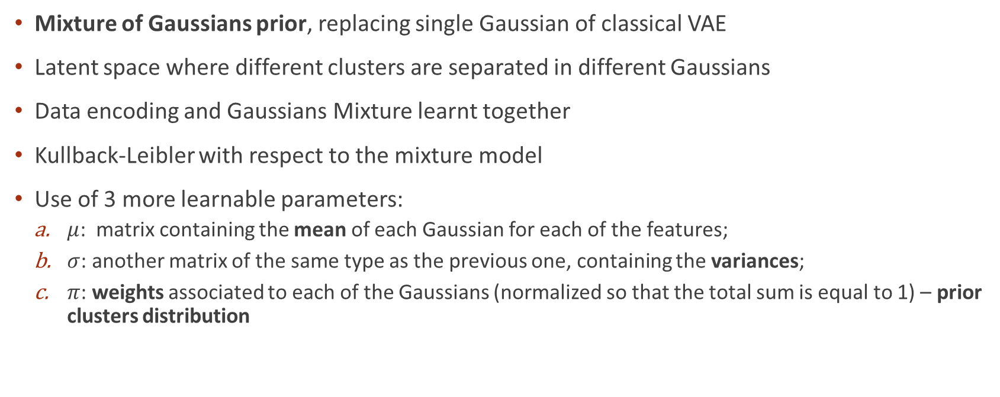 • Mixture of Gaussians prior, replacing single Gaussian of classical VAE
• Latent space where different clusters are separated in different Gaussians
• Data encoding and Gaussians Mixture learnt together
• Kullback-Leibler with respect to the mixture model
• Use of 3 more learnable parameters:
a. μ: matrix containing the mean of each Gaussian for each of the features;
b. σ: another matrix of the same type as the previous one, containing the variances;
c. π: weights associated to each of the Gaussians (normalized so that the total sum is equal to 1) – prior
clusters distribution